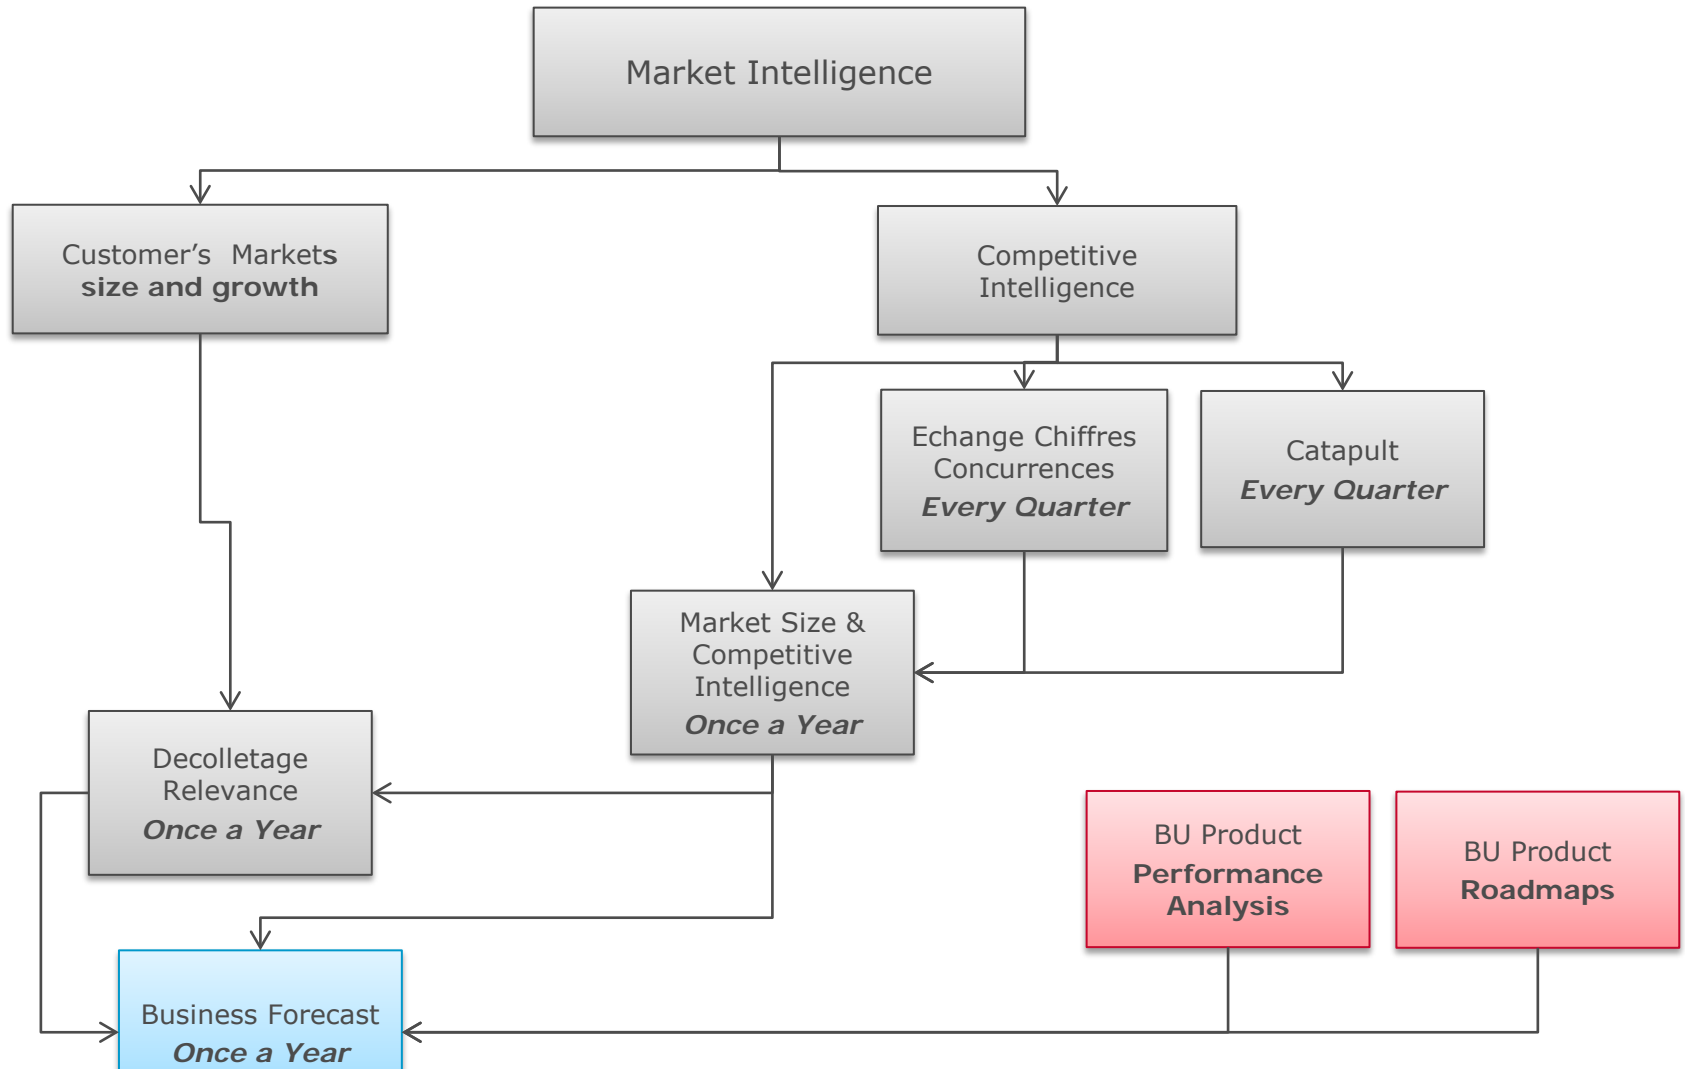 Market Intelligence
Customer’s  Markets
size and growth
Competitive
Intelligence
Echange Chiffres
Concurrences
Every Quarter
Catapult
Every Quarter
Market Size &
Competitive
Intelligence
Once a Year
Decolletage
Relevance
Once a Year
BU Product
Performance
Analysis
BU Product
Roadmaps
Business Forecast
Once a Year